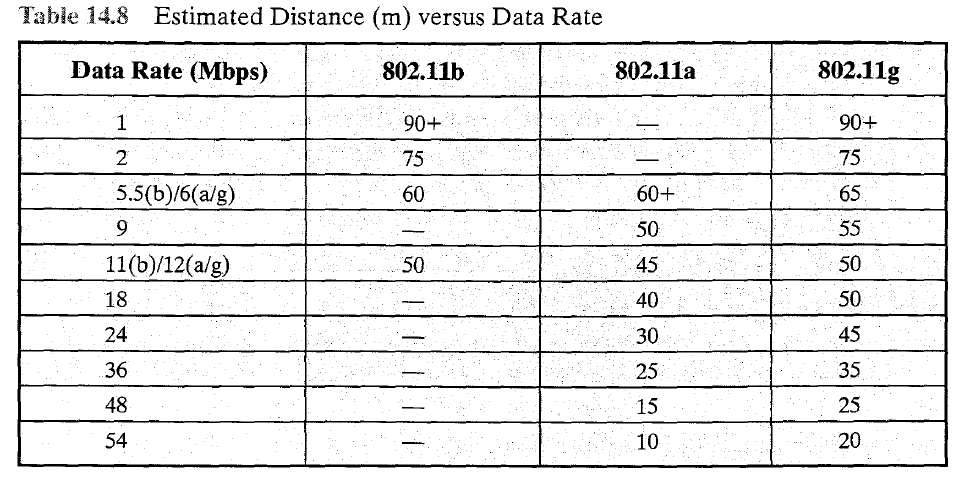 Table 14.8 Estimated Distance (m) versus Data Rate
Data Rate (Mbps) 802.11b 802.11a 802.11g
1 90+ — 90+
2 75 — 75
5.5(b)/6(a/g) 60 60+ 65
9 — 50 55
11(b)/12(a/g) 50 45 50
18 — 40 50
24 — 30 45
36 — 25 35
48 — 15 25
54 — 10 20